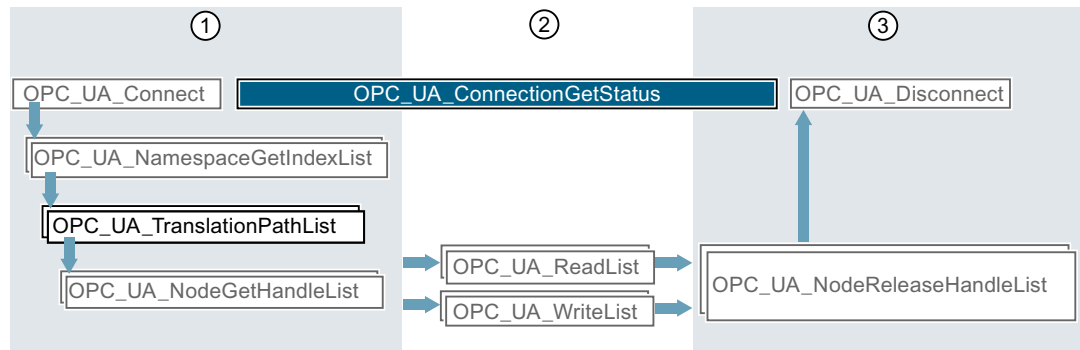 ① ② ③
OPC_UA_Connect OPC_UA_ConnectionGetStatus OPC_UA_Disconnect
OPC_UA_NamespaceGetIndexList
OPC_UA_TranslationPathList
OPC_UA_ReadList
OPC_UA_NodeGetHandleList OPC_UA_NodeReleaseHandleList
OPC_UA_WriteList